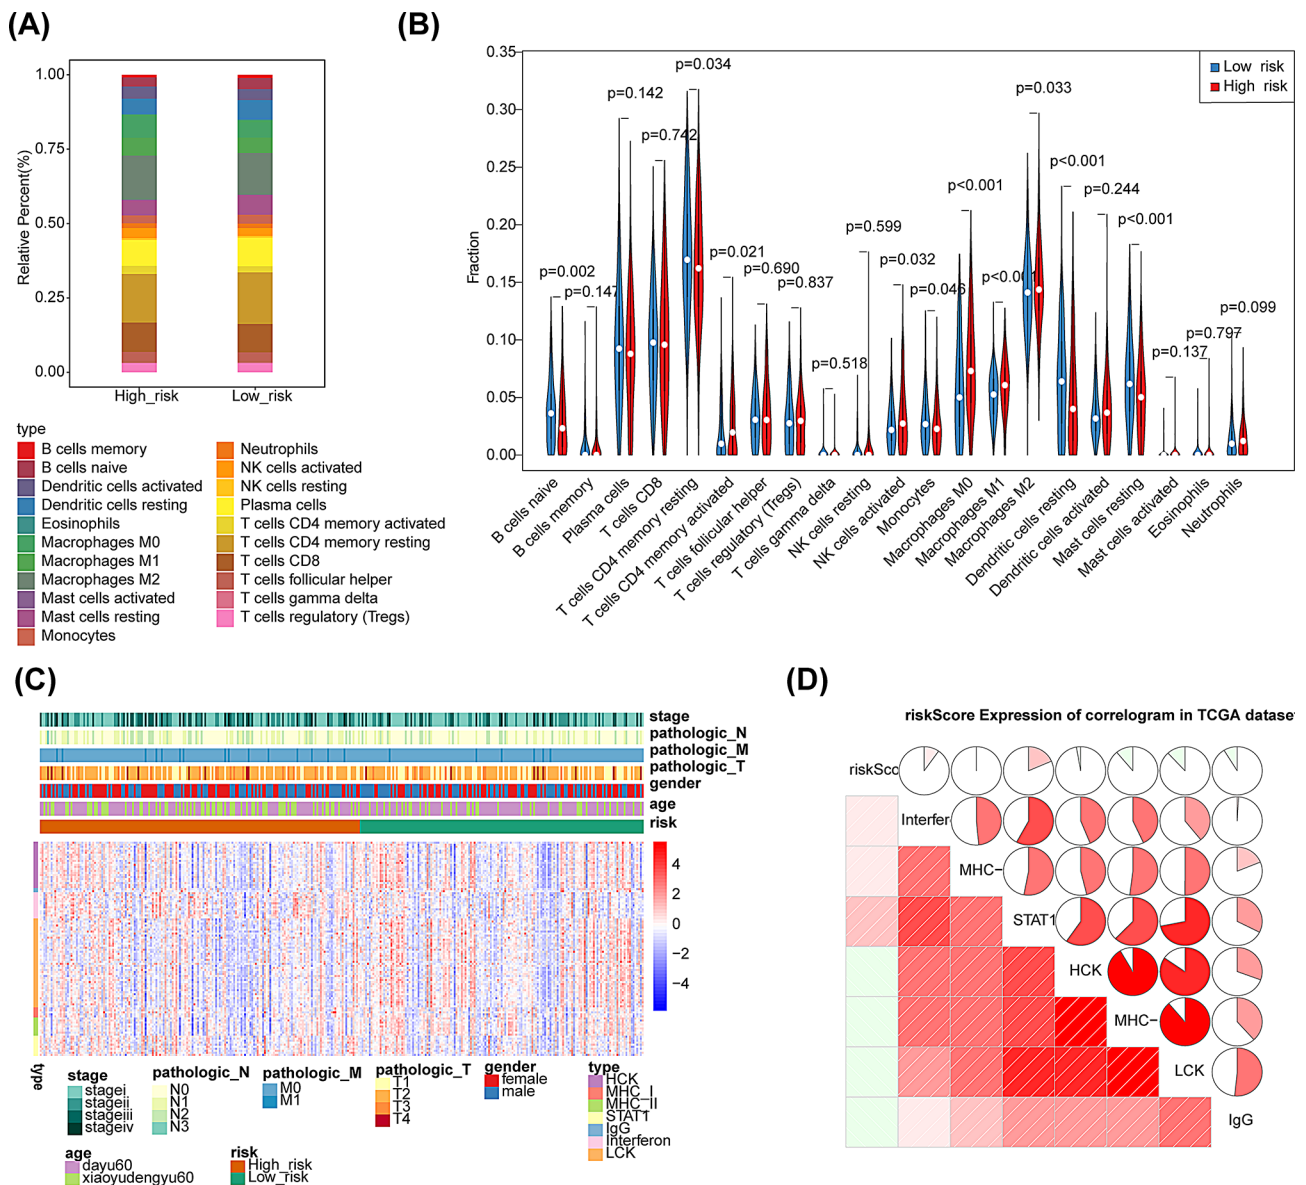 (A)
1.00
0.75
0.50
0.25
0.00
Relative Percent(%)
High_risk
Low_risk
type
B cells memory
B cells naive
Dendritic cells activated
Dendritic cells resting
Eosinophils
Macrophages M0
Macrophages M1
Macrophages M2
Mast cells activated
Mast cells resting
Monocytes
Neutrophils
NK cells activated
NK cells resting
Plasma cells
T cells CD4 memory activated
T cells CD4 memory resting
T cells CD8
T cells follicular helper
T cells gamma delta
T cells regulatory (Tregs)
(B)
0.35
0.30
0.25
0.20
0.15
0.10
0.05
0.00
Fraction
Low risk
High risk
p=0.002
p=0.147
p=0.142
p=0.742
p=0.034
p=0.021
p=0.690
p=0.837
p=0.518
p=0.599
p=0.032
p=0.046
p<0.001
p<0.001
p=0.033
p<0.001
p=0.244
p<0.001
p=0.137
p=0.797
p=0.099
B cells naive
B cells memory
Plasma cells
T cells CD8
T cells CD4 memory resting
T cells CD4 memory activated
T cells follicular helper
T cells regulatory (Tregs)
T cells gamma delta
NK cells resting
NK cells activated
Monocytes
Macrophages M0
Macrophages M1
Macrophages M2
Dendritic cells resting
Dendritic cells activated
Mast cells resting
Mast cells activated
Eosinophils
Neutrophils
(C)
stage
pathologic_N
pathologic_M
pathologic_T
gender
age
risk
4
2
0
−2
−4
type
stage
stagei
stageii
stageiii
stageiv
pathologic_N
N0
N1
N2
N3
pathologic_M
M0
M1
pathologic_T
T1
T2
T3
T4
gender
female
male
type
HCK
MHC_I
MHC_II
STAT1
IgG
Interferon
LCK
age
dayu60
xiaoyudengyu60
risk
High_risk
Low_risk
(D)
riskScore Expression of correlogram in TCGA dataset
riskSco
Interfer
MHC−
STAT1
HCK
MHC−
LCK
IgG